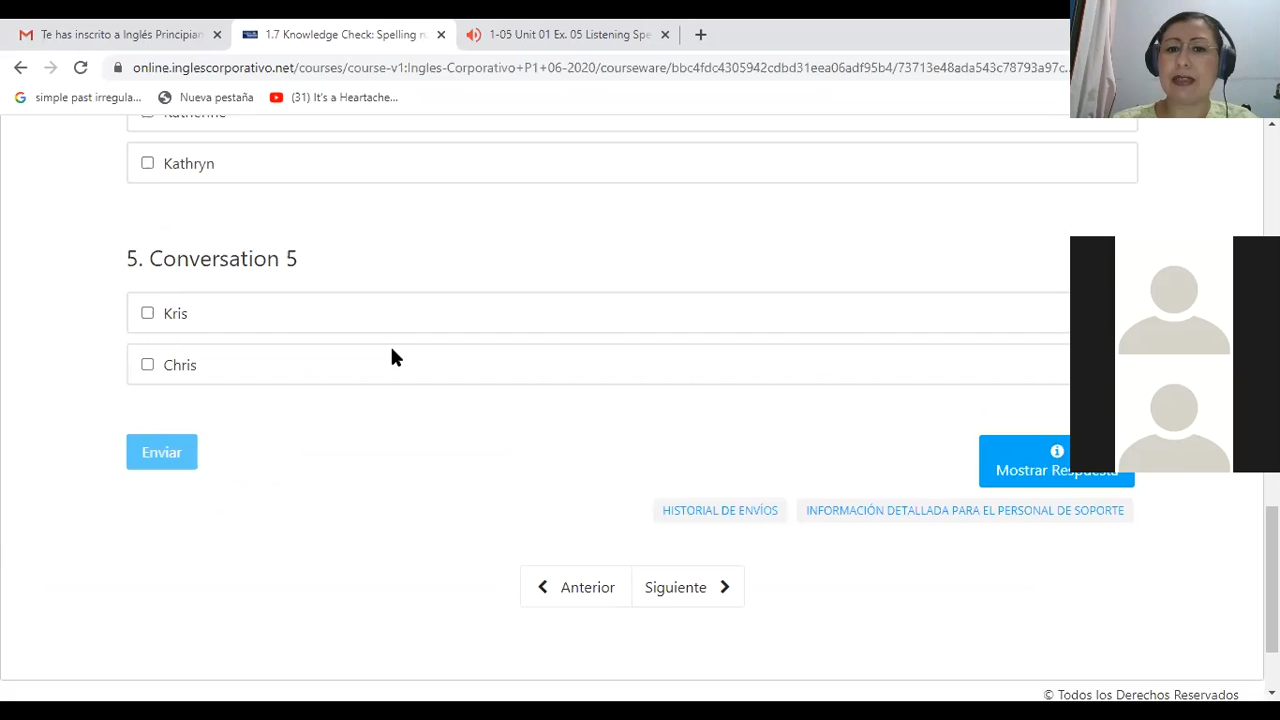 Te has inscrito a Inglés Principian
1.7 Knowledge Check: Spelling n
1-05 Unit 01 Ex. 05 Listening Spe
online.inglescorporativo.net/courses/course-v1:Ingles-Corporativo+P1+06-2020/courseware/bbc4fdc4305942cdbd31eea06adf95b4/73713e48ada543c78793a97c...
simple past irregula...
Nueva pestaña
(31) It's a Heartache...
Katherine
Kathryn
5. Conversation 5
Kris
Chris
Enviar
Mostrar Respuesta
HISTORIAL DE ENVÍOS
INFORMACIÓN DETALLADA PARA EL PERSONAL DE SOPORTE
Anterior
Siguiente
© Todos los Derechos Reservados